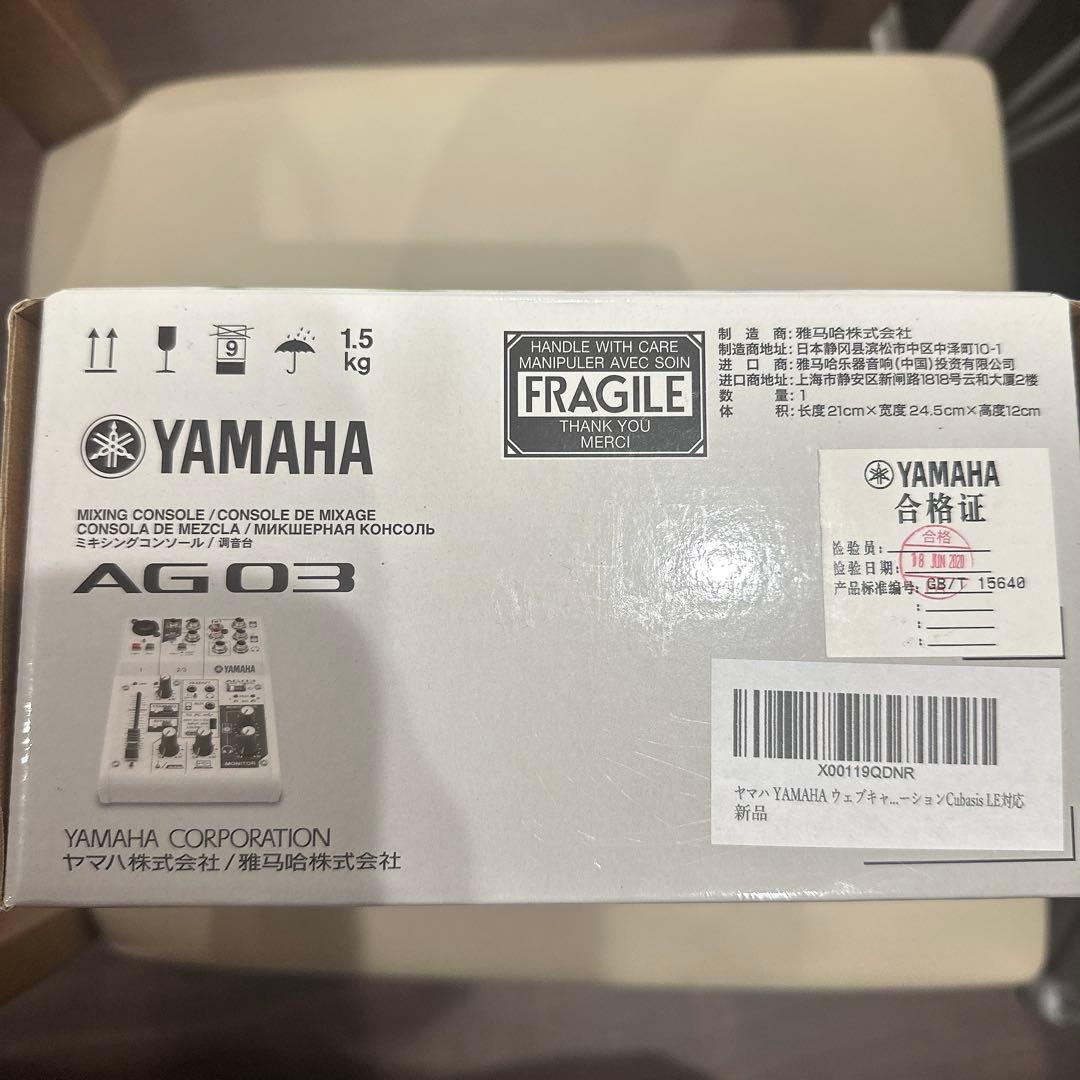 9
1.5
kg
YAMAHA
MIXING CONSOLE / CONSOLE DE MIXAGE
CONSOLA DE MEZCLA / МИКШЕРНАЯ КОНСОЛЬ
ミキシングコンソール / 调音台
AG03
YAMAHA
AG03
MONITOR
YAMAHA CORPORATION
ヤマハ株式会社/雅马哈株式会社
HANDLE WITH CARE
MANIPULER AVEC SOIN
FRAGILE
THANK YOU
MERCI
制 造 商:雅马哈株式会社
制造商地址:日本静冈县滨松市中区中泽町10-1
进 口 商:雅马哈乐器音响(中国)投资有限公司
进口商地址:上海市静安区新闸路1818号云和大厦2楼
数 量:1
体 积:长度21cm×宽度24.5cm×高度12cm
YAMAHA
合格证
检验员:
合格
检验日期:
18 JUN 2020
产品标准编号: GB/T 15640
X00119QDNR
ヤマハ YAMAHA ウェブキャ...ーションCubasis LE対応
新品